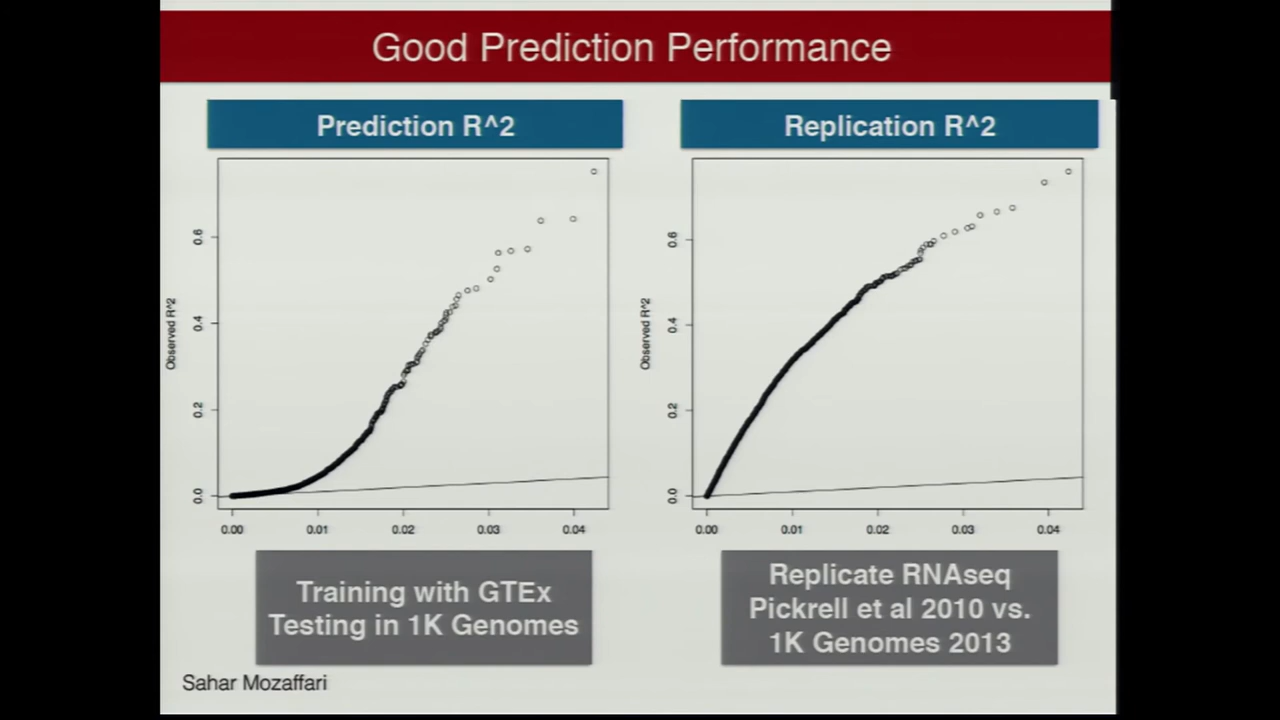 Good Prediction Performance
Prediction R^2
Replication R^2
Observed R^2
0.0
0.2
0.4
0.6
0.00
0.01
0.02
0.03
0.04
Observed R^2
0.0
0.2
0.4
0.6
0.00
0.01
0.02
0.03
0.04
Training with GTEx
Testing in 1K Genomes
Replicate RNAseq
Pickrell et al 2010 vs.
1K Genomes 2013
Sahar Mozaffari